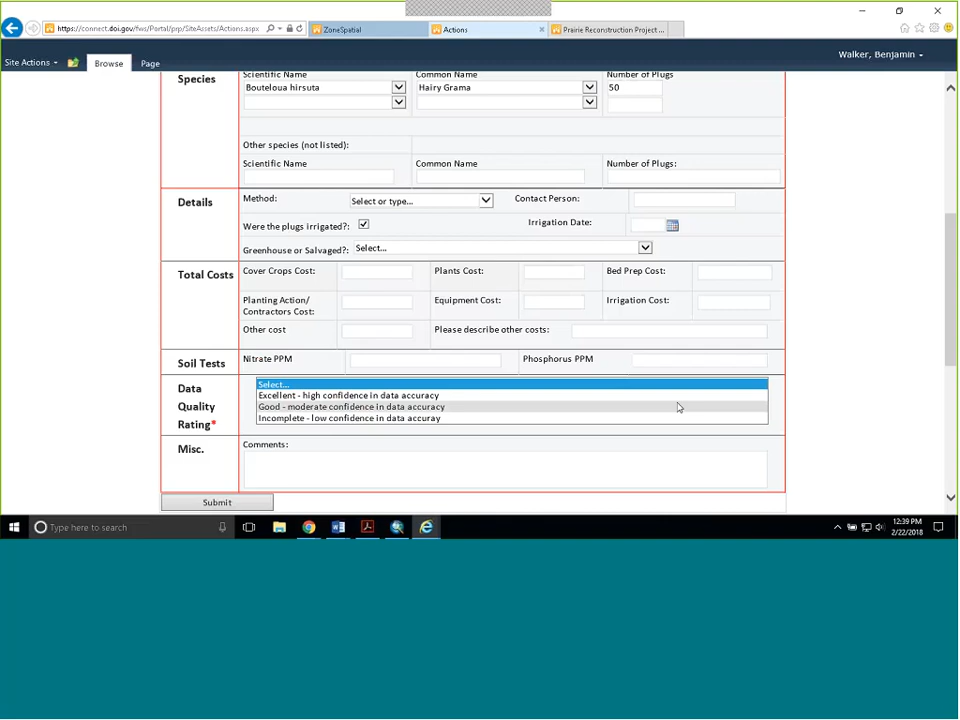 https://connect.doi.gov/fws/Portal/prp/SiteAssets/Actions.aspx
ZoneSpatial
Actions
Prairie Reconstruction Project ...
Site Actions
Browse
Page
Walker, Benjamin
Species
Scientific Name
Common Name
Number of Plugs
Bouteloua hirsuta
Hairy Grama
50
Other species (not listed):
Scientific Name
Common Name
Number of Plugs:
Details
Method:
Select or type...
Contact Person:
Were the plugs irrigated?:
Irrigation Date:
Greenhouse or Salvaged?:
Select...
Total Costs
Cover Crops Cost:
Plants Cost:
Bed Prep Cost:
Planting Action/
Contractors Cost:
Equipment Cost:
Irrigation Cost:
Other cost
Please describe other costs:
Soil Tests
Nitrate PPM
Phosphorus PPM
Data
Quality
Rating*
Select...
Excellent - high confidence in data accuracy
Good - moderate confidence in data accuracy
Incomplete - low confidence in data accuray
Misc.
Comments:
Submit
Type here to search
12:39 PM
2/22/2018